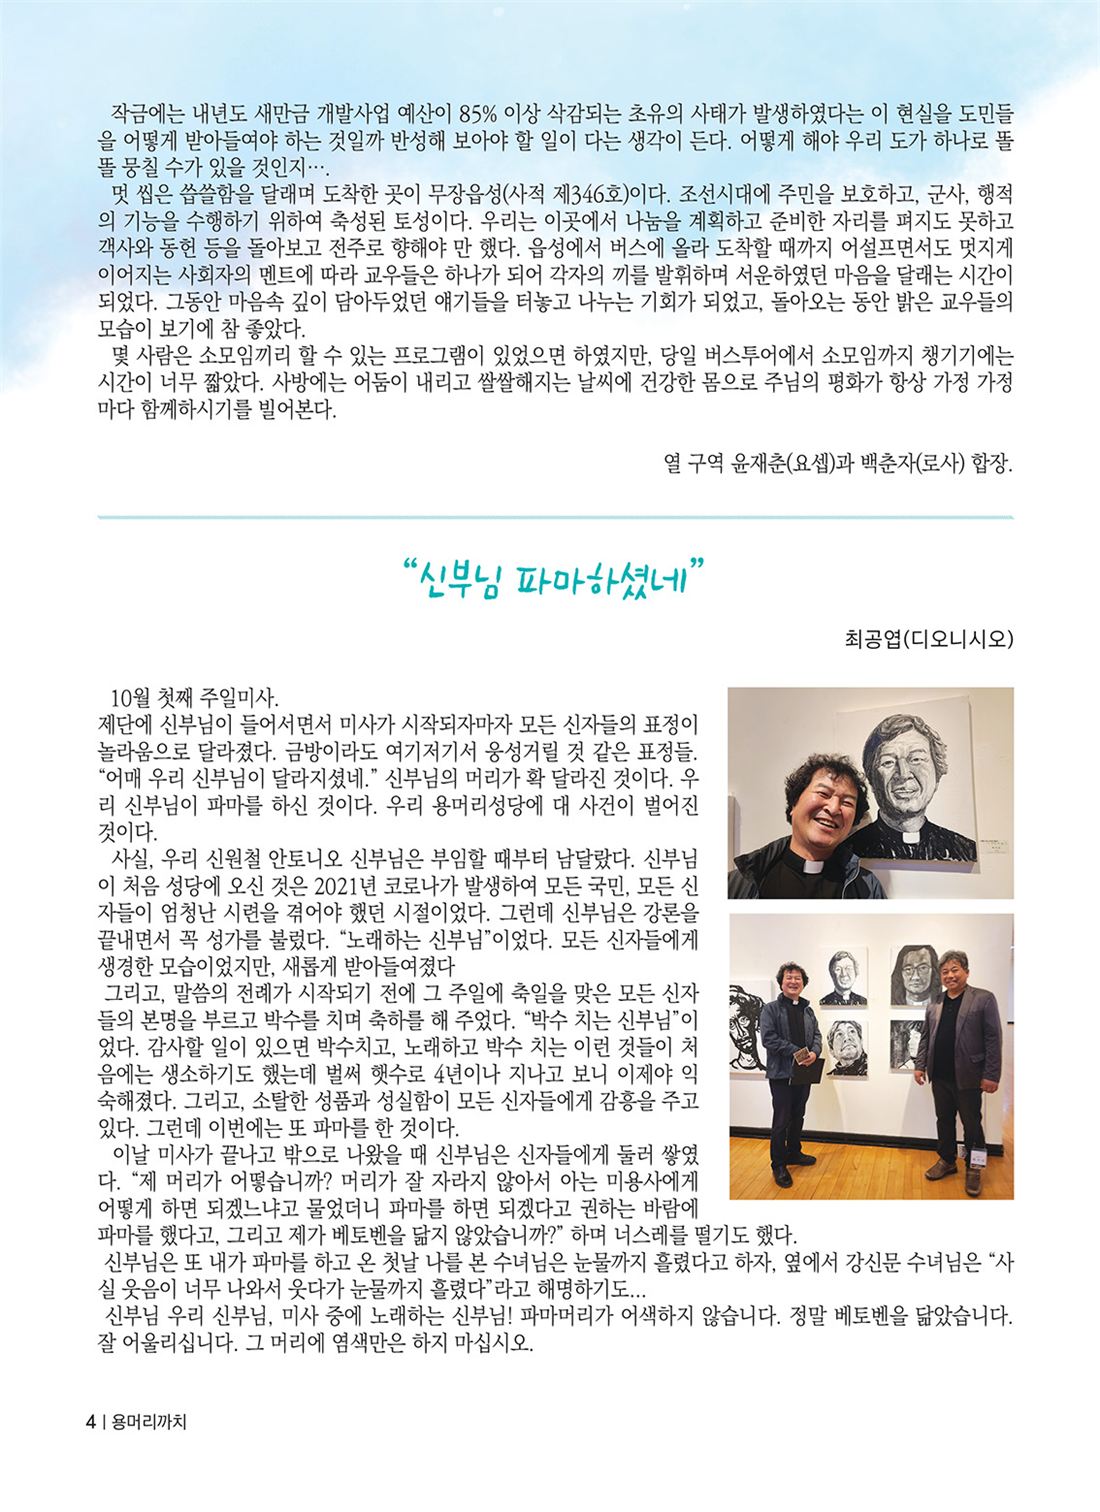 작금에는 내년도 새만금 개발사업 예산이 85% 이상 삭감되는 초유의 사태가 발생하였다는 이 현실을 도민들
을 어떻게 받아들여야 하는 것일까 반성해 보아야 할 일이 다는 생각이 든다. 어떻게 해야 우리 도가 하나로 똘
똘 뭉칠 수가 있을 것인지….
멋 씹은 씁쓸함을 달래며 도착한 곳이 무장읍성(사적 제346호)이다. 조선시대에 주민을 보호하고, 군사, 행적
의 기능을 수행하기 위하여 축성된 토성이다. 우리는 이곳에서 나눔을 계획하고 준비한 자리를 펴지도 못하고
객사와 동헌 등을 돌아보고 전주로 향해야 만 했다. 읍성에서 버스에 올라 도착할 때까지 어설프면서도 멋지게
이어지는 사회자의 멘트에 따라 교우들은 하나가 되어 각자의 끼를 발휘하며 서운하였던 마음을 달래는 시간이
되었다. 그동안 마음속 깊이 담아두었던 얘기들을 터놓고 나누는 기회가 되었고, 돌아오는 동안 밝은 교우들의
모습이 보기에 참 좋았다.
몇 사람은 소모임끼리 할 수 있는 프로그램이 있었으면 하였지만, 당일 버스투어에서 소모임까지 챙기기에는
시간이 너무 짧았다. 사방에는 어둠이 내리고 쌀쌀해지는 날씨에 건강한 몸으로 주님의 평화가 항상 가정 가정
마다 함께하시기를 빌어본다.
열 구역 윤재춘(요셉)과 백춘자(로사) 합장.
“신부님 파마하셨네”
최공엽(디오니시오)
10월 첫째 주일미사.
제단에 신부님이 들어서면서 미사가 시작되자마자 모든 신자들의 표정이
놀라움으로 달라졌다. 금방이라도 여기저기서 웅성거릴 것 같은 표정들.
“어매 우리 신부님이 달라지셨네.” 신부님의 머리가 확 달라진 것이다. 우
리 신부님이 파마를 하신 것이다. 우리 용머리성당에 대 사건이 벌어진
것이다.
사실, 우리 신원철 안토니오 신부님은 부임할 때부터 남달랐다. 신부님
이 처음 성당에 오신 것은 2021년 코로나가 발생하여 모든 국민, 모든 신
자들이 엄청난 시련을 겪어야 했던 시절이었다. 그런데 신부님은 강론을
끝내면서 꼭 성가를 불렀다. “노래하는 신부님”이었다. 모든 신자들에게
생경한 모습이었지만, 새롭게 받아들여졌다
그리고, 말씀의 전례가 시작되기 전에 그 주일에 축일을 맞은 모든 신자
들의 본명을 부르고 박수를 치며 축하를 해 주었다. “박수 치는 신부님”이
었다. 감사할 일이 있으면 박수치고, 노래하고 박수 치는 이런 것들이 처
음에는 생소하기도 했는데 벌써 햇수로 4년이나 지나고 보니 이제야 익
숙해졌다. 그리고, 소탈한 성품과 성실함이 모든 신자들에게 감흥을 주고
있다. 그런데 이번에는 또 파마를 한 것이다.
이날 미사가 끝나고 밖으로 나왔을 때 신부님은 신자들에게 둘러 쌓였
다. “제 머리가 어떻습니까? 머리가 잘 자라지 않아서 아는 미용사에게
어떻게 하면 되겠느냐고 물었더니 파마를 하면 되겠다고 권하는 바람에
파마를 했다고, 그리고 제가 베토벤을 닮지 않았습니까?” 하며 너스레를 떨기도 했다.
신부님은 또 내가 파마를 하고 온 첫날 나를 본 수녀님은 눈물까지 흘렸다고 하자, 옆에서 강신문 수녀님은 “사
실 웃음이 너무 나와서 웃다가 눈물까지 흘렸다”라고 해명하기도...
신부님 우리 신부님, 미사 중에 노래하는 신부님! 파마머리가 어색하지 않습니다. 정말 베토벤을 닮았습니다.
잘 어울리십니다. 그 머리에 염색만은 하지 마십시오.
4 | 용머리까치